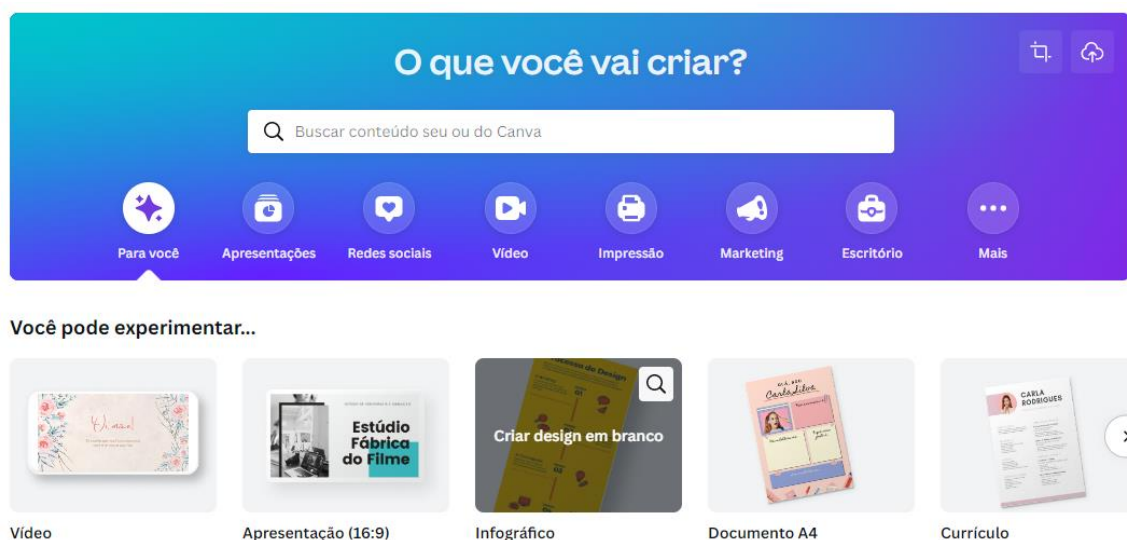 O que você vai criar?
Buscar conteúdo seu ou do Canva
Para você
Apresentações
Redes sociais
Vídeo
Impressão
Marketing
Escritório
Mais
Você pode experimentar...
Estúdio
Fábrica
do Filme
Criar design em branco
Carla Silva
CARLA
RODRIGUES
Vídeo
Apresentação (16:9)
Infográfico
Documento A4
Currículo